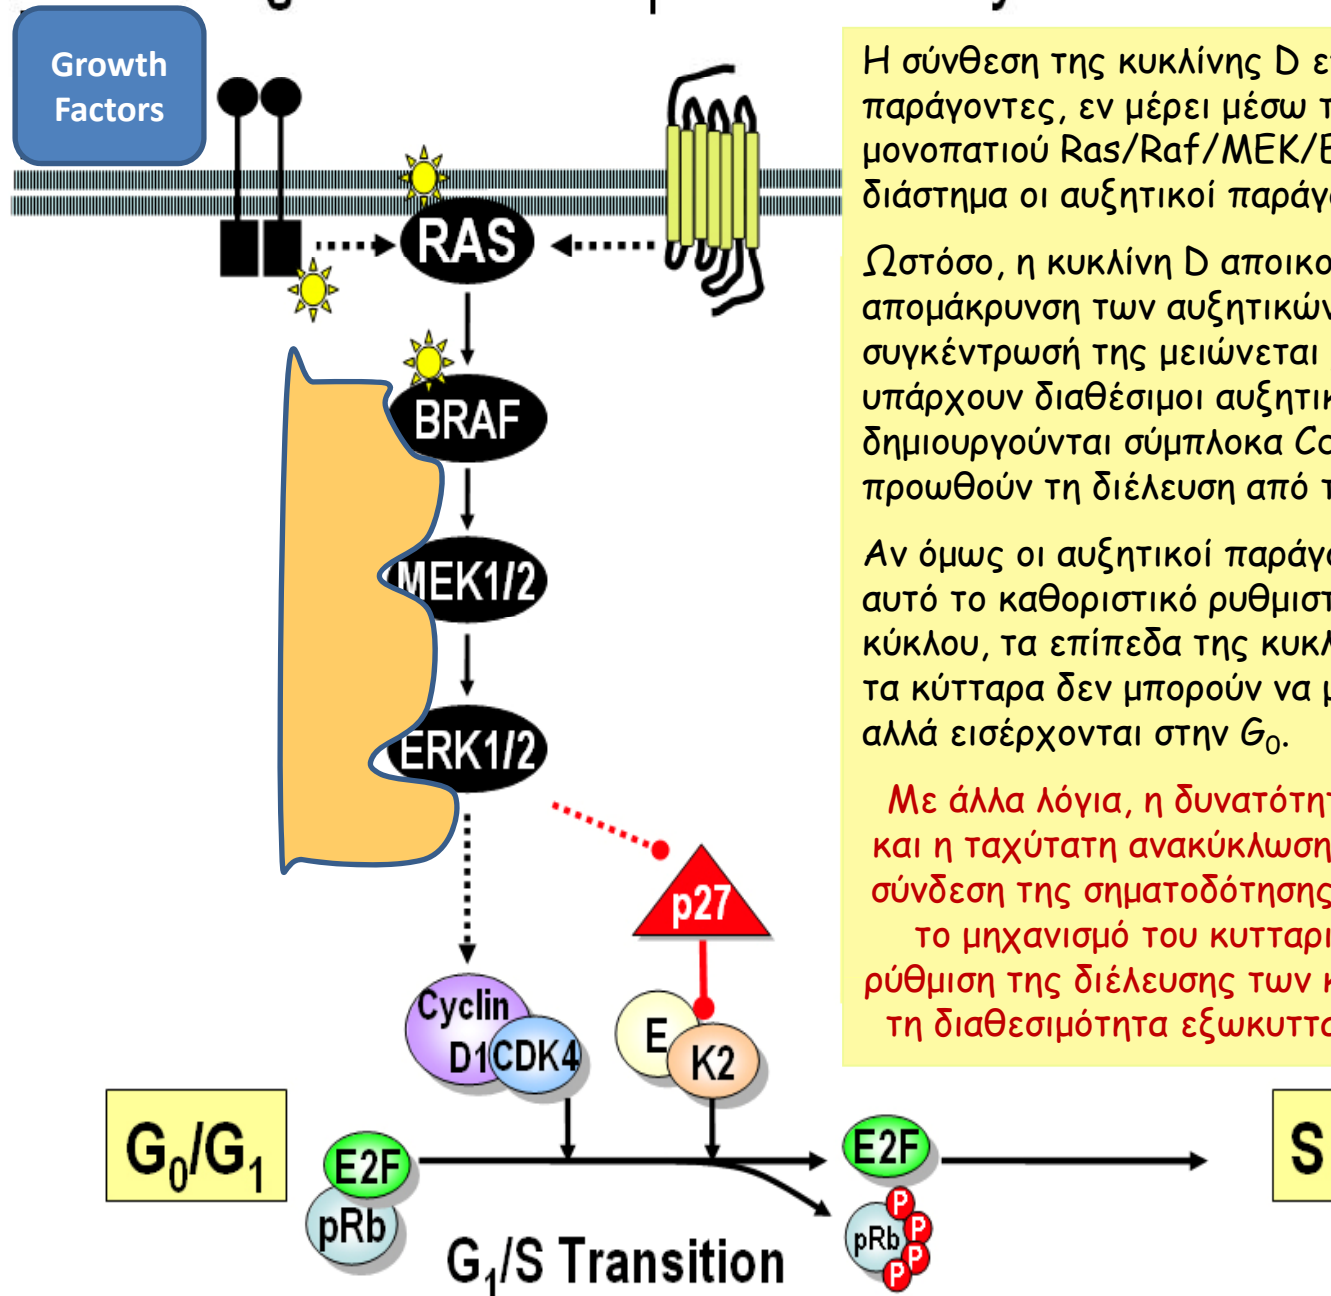 Growth
Factors
RAS
BRAF
MEK1/2
ERK1/2
p27
Cyclin
D1
CDK4
E
K2
G₀/G₁
E2F
pRb
E2F
pRb
P
P
P
P
S
G₁/S Transition
Η σύνθεση της κυκλίνης D
παράγοντες, εν μέρει μέσω
μονοπατιού Ras/Raf/MEK/
διάστημα οι αυξητικοί
Ωστόσο, η κυκλίνη D
απομάκρυνση των αυξητικών
συγκέντρωσή της μειώνεται
υπάρχουν διαθέσιμοι
δημιουργούνται σύμπλοκα
προωθούν τη διέλευση από
Αν όμως οι αυξητικοί
αυτό το καθοριστικό
κύκλου, τα επίπεδα της
τα κύτταρα δεν μπορούν να
αλλά εισέρχονται στην G₀.
Με άλλα λόγια, η
και η ταχύτατη ανακύκλωση
σύνδεση της σηματοδότησης
το μηχανισμό του
ρύθμιση της διέλευσης των
τη διαθεσιμότητα